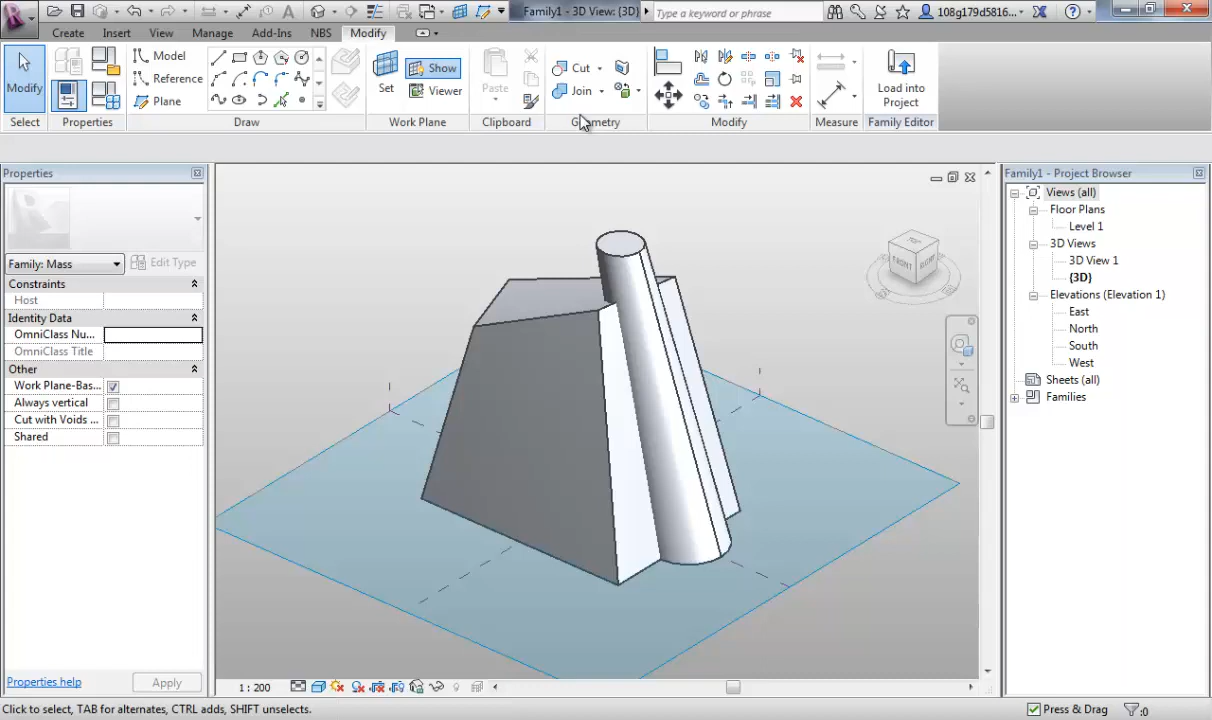 Family1 - 3D View: {3D}
Type a keyword or phrase
108g179d5816...
Create
Insert
View
Manage
Add-Ins
NBS
Modify
Modify
Model
Reference
Plane
Set
Show
Viewer
Paste
Cut
Join
Load into
Project
Select
Properties
Draw
Work Plane
Clipboard
Geometry
Modify
Measure
Family Editor
Properties
Family: Mass
Edit Type
Constraints
Host
Identity Data
OmniClass Nu...
OmniClass Title
Other
Work Plane-Bas...
Always vertical
Cut with Voids ...
Shared
Properties help
Apply
TOP
FRONT
RIGHT
1 : 200
Family1 - Project Browser
Views (all)
Floor Plans
Level 1
3D Views
3D View 1
{3D}
Elevations (Elevation 1)
East
North
South
West
Sheets (all)
Families
Click to select, TAB for alternates, CTRL adds, SHIFT unselects.
Press & Drag
:0